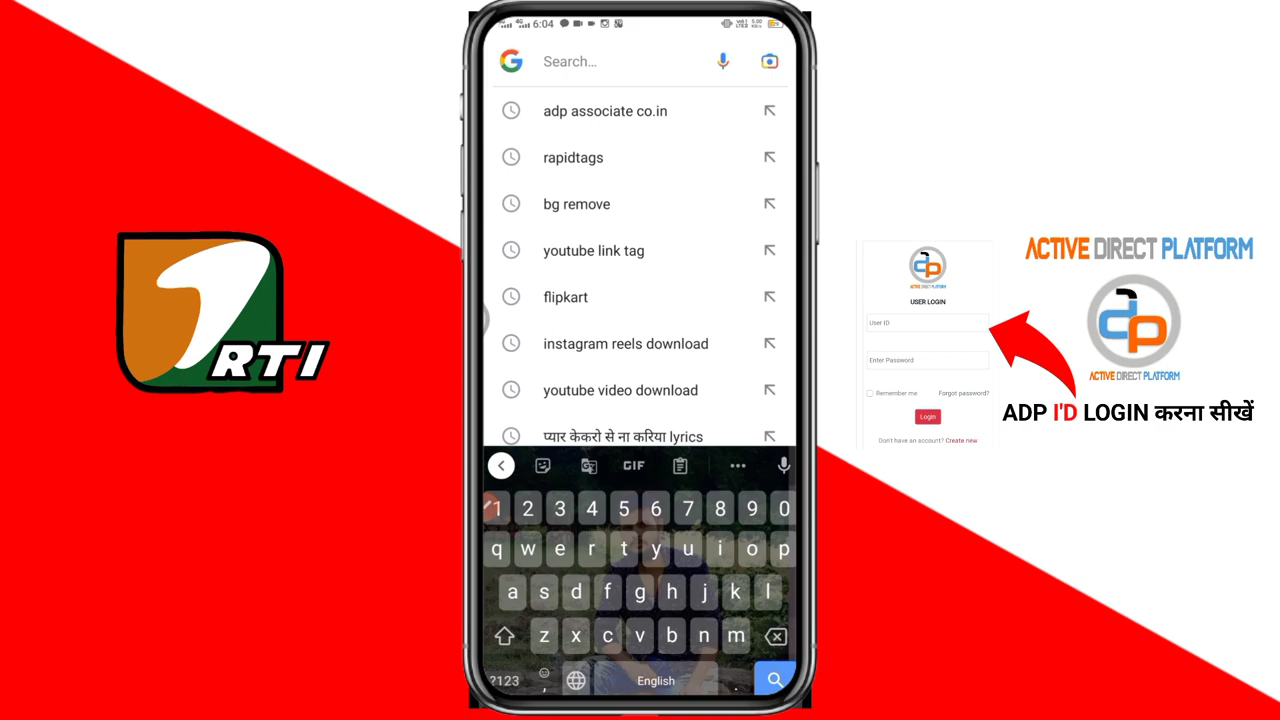 6:04
Search...
adp associate co.in
rapidtags
bg remove
youtube link tag
flipkart
instagram reels download
youtube video download
प्यार केकरो से ना करिया lyrics
GIF
1 2 3 4 5 6 7 8 9 0
q w e r t y u i o p
a s d f g h j k l
z x c v b n m
?123 , English .
RTI
ACTIVE DIRECT PLATFORM
adp
ACTIVE DIRECT PLATFORM
ADP I'D LOGIN करना सीखें
adp
USER LOGIN
User ID
Enter Password
Remember me Forgot password?
Login
Don't have an account? Create new